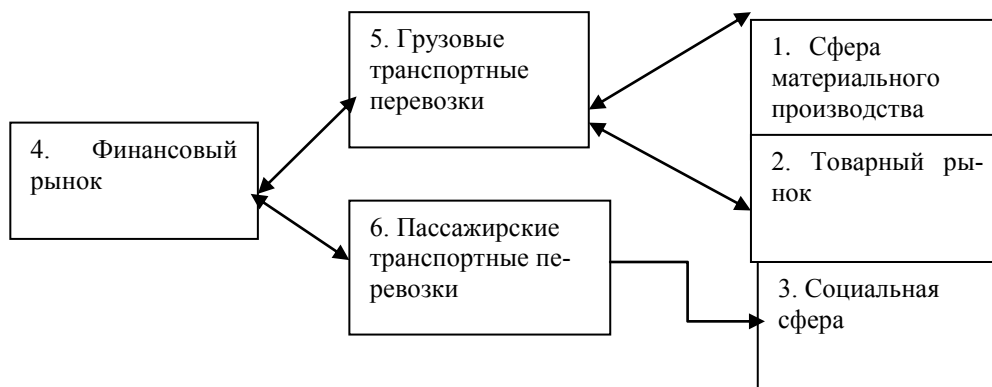 5. Грузовые
транспортные
перевозки
1. Сфера
материального
производства
4. Финансовый
рынок
2. Товарный ры-
нок
6. Пассажирские
транспортные пе-
ревозки
3. Социальная
сфера